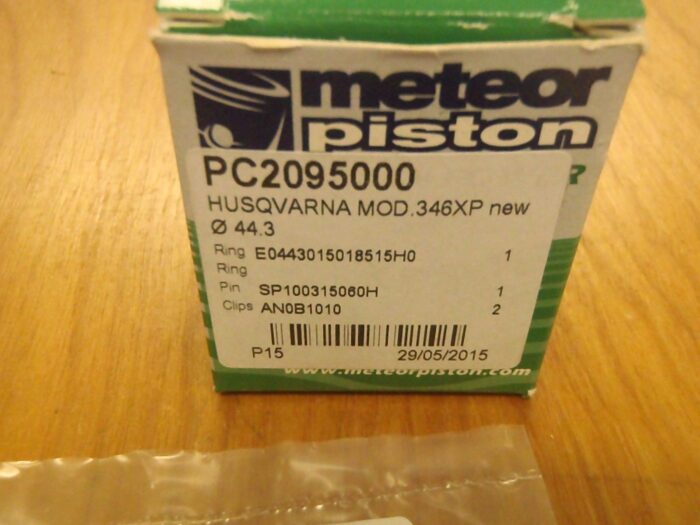 meteor
piston
R
PC2095000
HUSQVARNA MOD.346XP new
Ø 44.3
Ring E0443015018515H0 1
Ring
Pin SP100315060H 1
Clips AN0B1010 2
P15 29/05/2015
www.meteorpiston.com